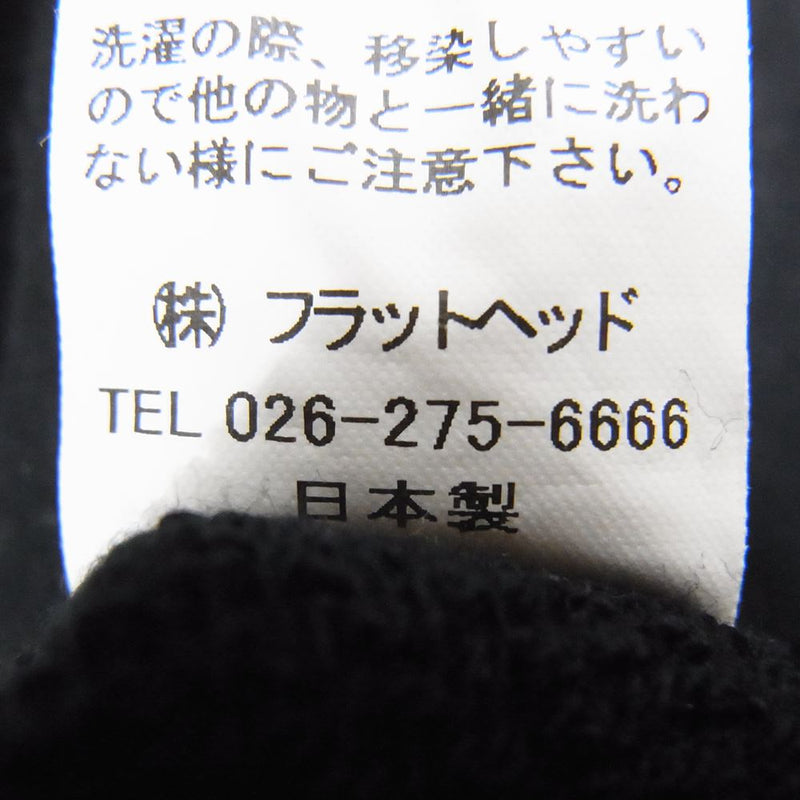 洗濯の際、移染しやすい
ので他の物と一緒に洗わ
ない様にご注意下さい。
㈱ フラットヘッド
TEL 026-275-6666
日本製